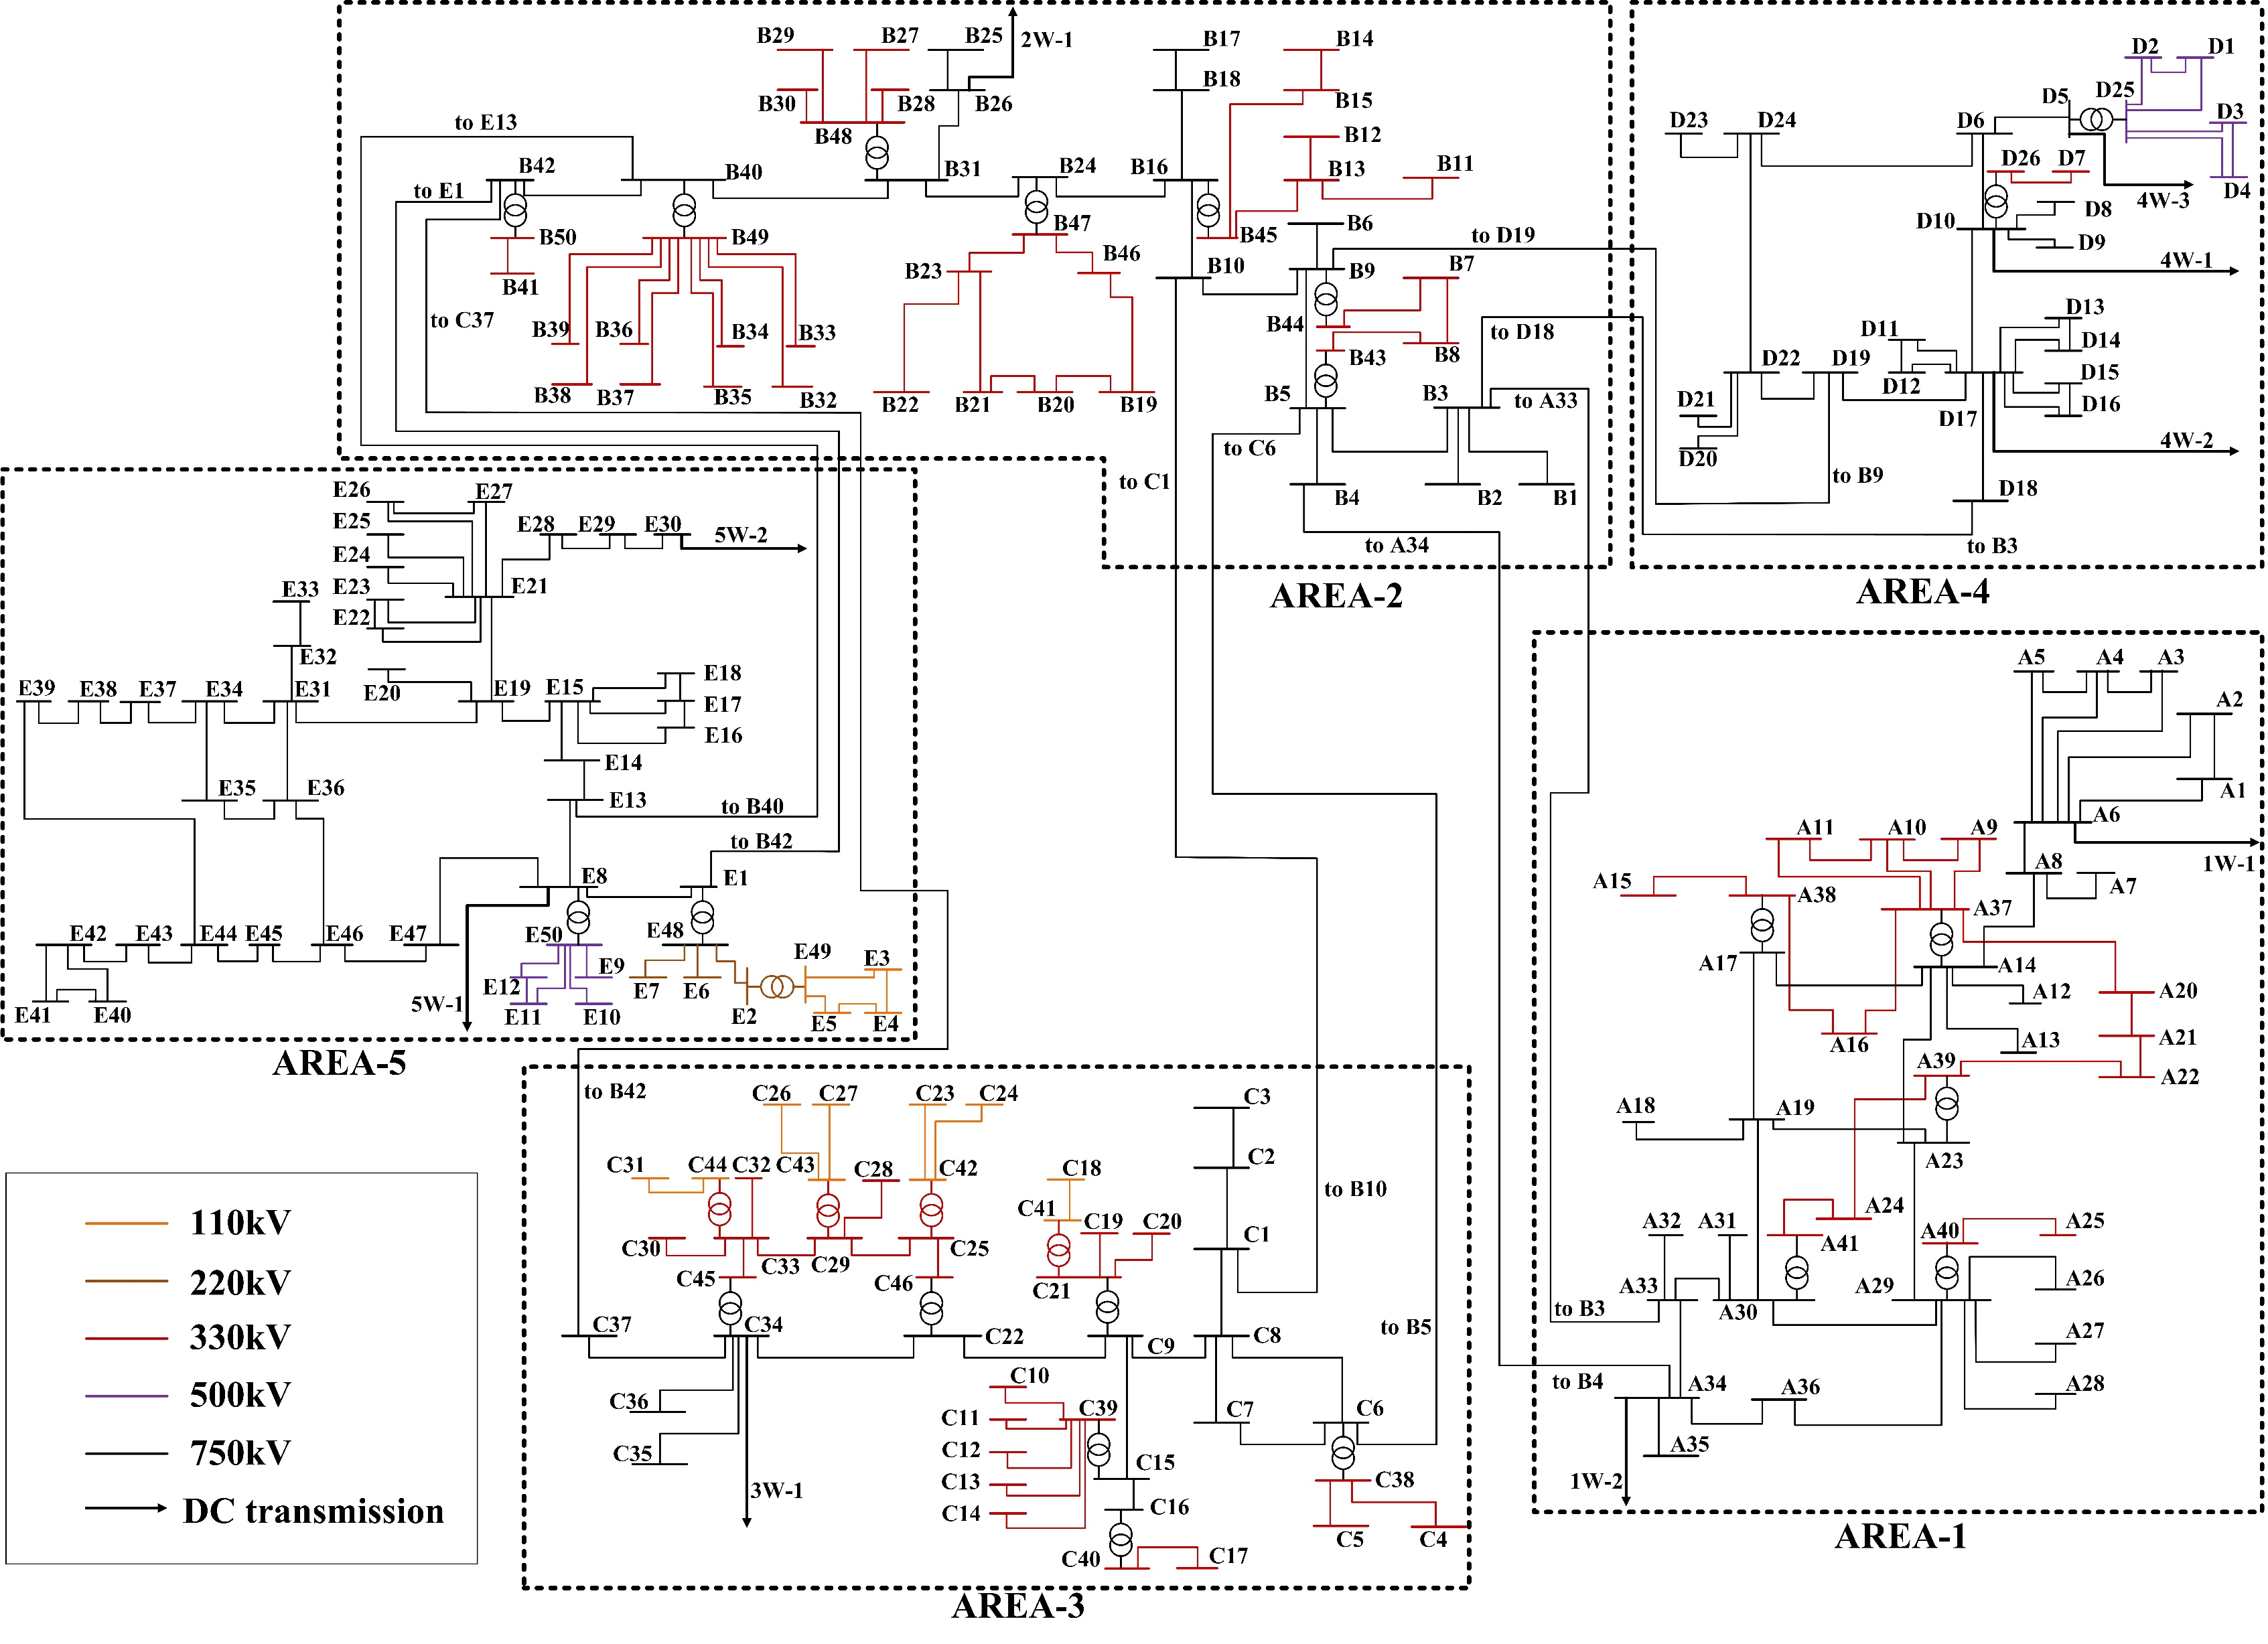 B29
B27
B25
2W-1
B17
B14
B30
B28
B26
B18
B15
B48
to E13
B12
B42
B40
B31
B24
B16
B13
B11
to E1
B50
B49
B47
B46
B45
B6
to D19
B41
B23
B10
B9
B7
to C37
B39
B36
B34
B33
B44
B43
B8
to D18
B38
B37
B35
B32
B22
B21
B20
B19
B5
B3
to A33
to C6
to C1
B4
B2
B1
to A34
AREA-2
D2
D1
D5
D25
D3
D23
D24
D6
D26
D7
D4
4W-3
D8
D10
D9
4W-1
D13
D11
D14
D22
D19
D12
D15
D21
D17
D16
D20
4W-2
to B9
D18
to B3
AREA-4
E26
E27
E25
E28
E29
E30
5W-2
E24
E23
E21
E33
E22
E32
E18
E39
E38
E37
E34
E31
E20
E19
E15
E17
E16
E14
E35
E36
E13
to B40
to B42
E8
E1
E42
E43
E44
E45
E46
E47
E50
E48
E49
E3
E9
E12
E7
E6
E41
E40
5W-1
E11
E10
E2
E5
E4
AREA-5
A5
A4
A3
A2
A1
A6
A11
A10
A9
A8
1W-1
A15
A38
A37
A7
A17
A14
A12
A20
A16
A13
A21
A39
A22
A18
A19
A23
A32
A31
A24
A25
A41
A40
A33
A30
A29
A26
to B3
A27
to B4
A34
A36
A28
A35
1W-2
AREA-1
to B42
C26
C27
C23
C24
C3
C31
C44
C32
C43
C28
C42
C18
C2
to B10
C41
C19
C20
C30
C33
C29
C25
C1
C45
C46
C21
C37
C34
C22
C9
C8
to B5
C10
C36
C11
C39
C7
C6
C35
C12
C15
3W-1
C13
C38
C14
C16
C40
C17
C5
C4
AREA-3
110kV
220kV
330kV
500kV
750kV
DC transmission